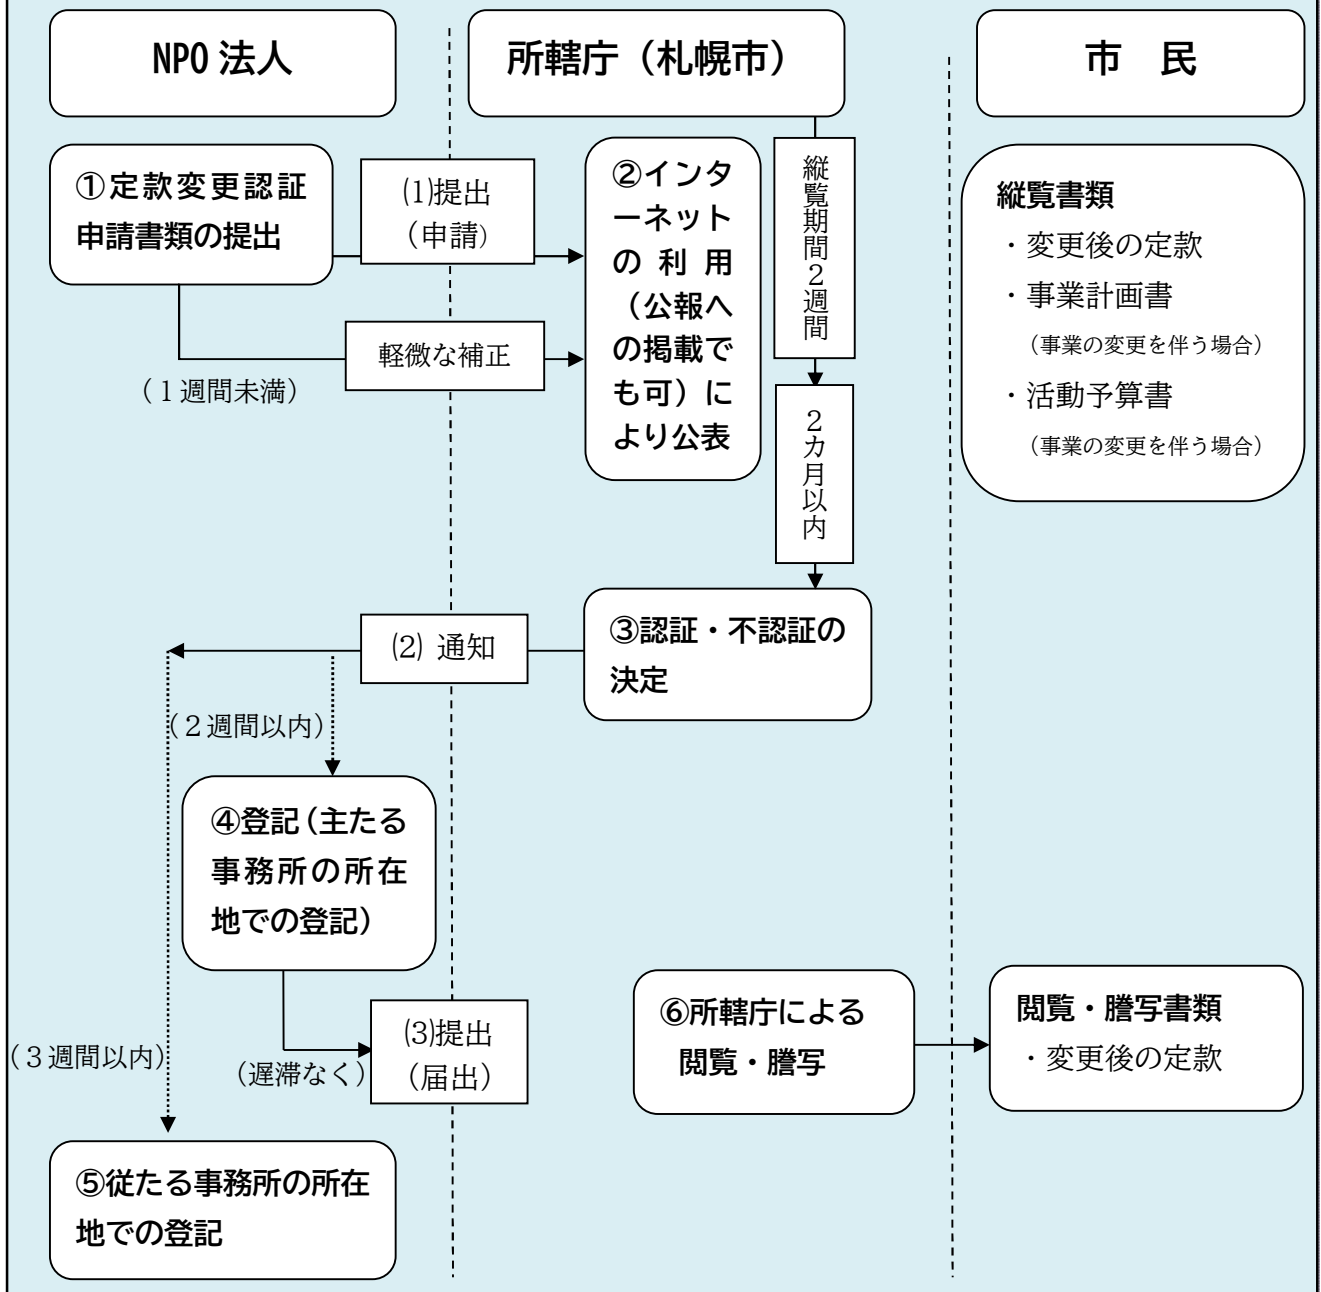 NPO法人
所轄庁（札幌市）
市　民
①定款変更認証
申請書類の提出
⑴提出
（申請）
軽微な補正
（１週間未満）
②インタ
ーネット
の利用
（公報へ
の掲載で
も可）に
より公表
縦覧期間２週間
２カ月以内
縦覧書類
・変更後の定款
・事業計画書
（事業の変更を伴う場合）
・活動予算書
（事業の変更を伴う場合）
③認証・不認証の
決定
⑵ 通知
（２週間以内）
④登記（主たる
事務所の所在
地での登記）
（３週間以内）
（遅滞なく）
⑶提出
（届出）
⑤従たる事務所の所在
地での登記
⑥所轄庁による
閲覧・謄写
閲覧・謄写書類
・変更後の定款